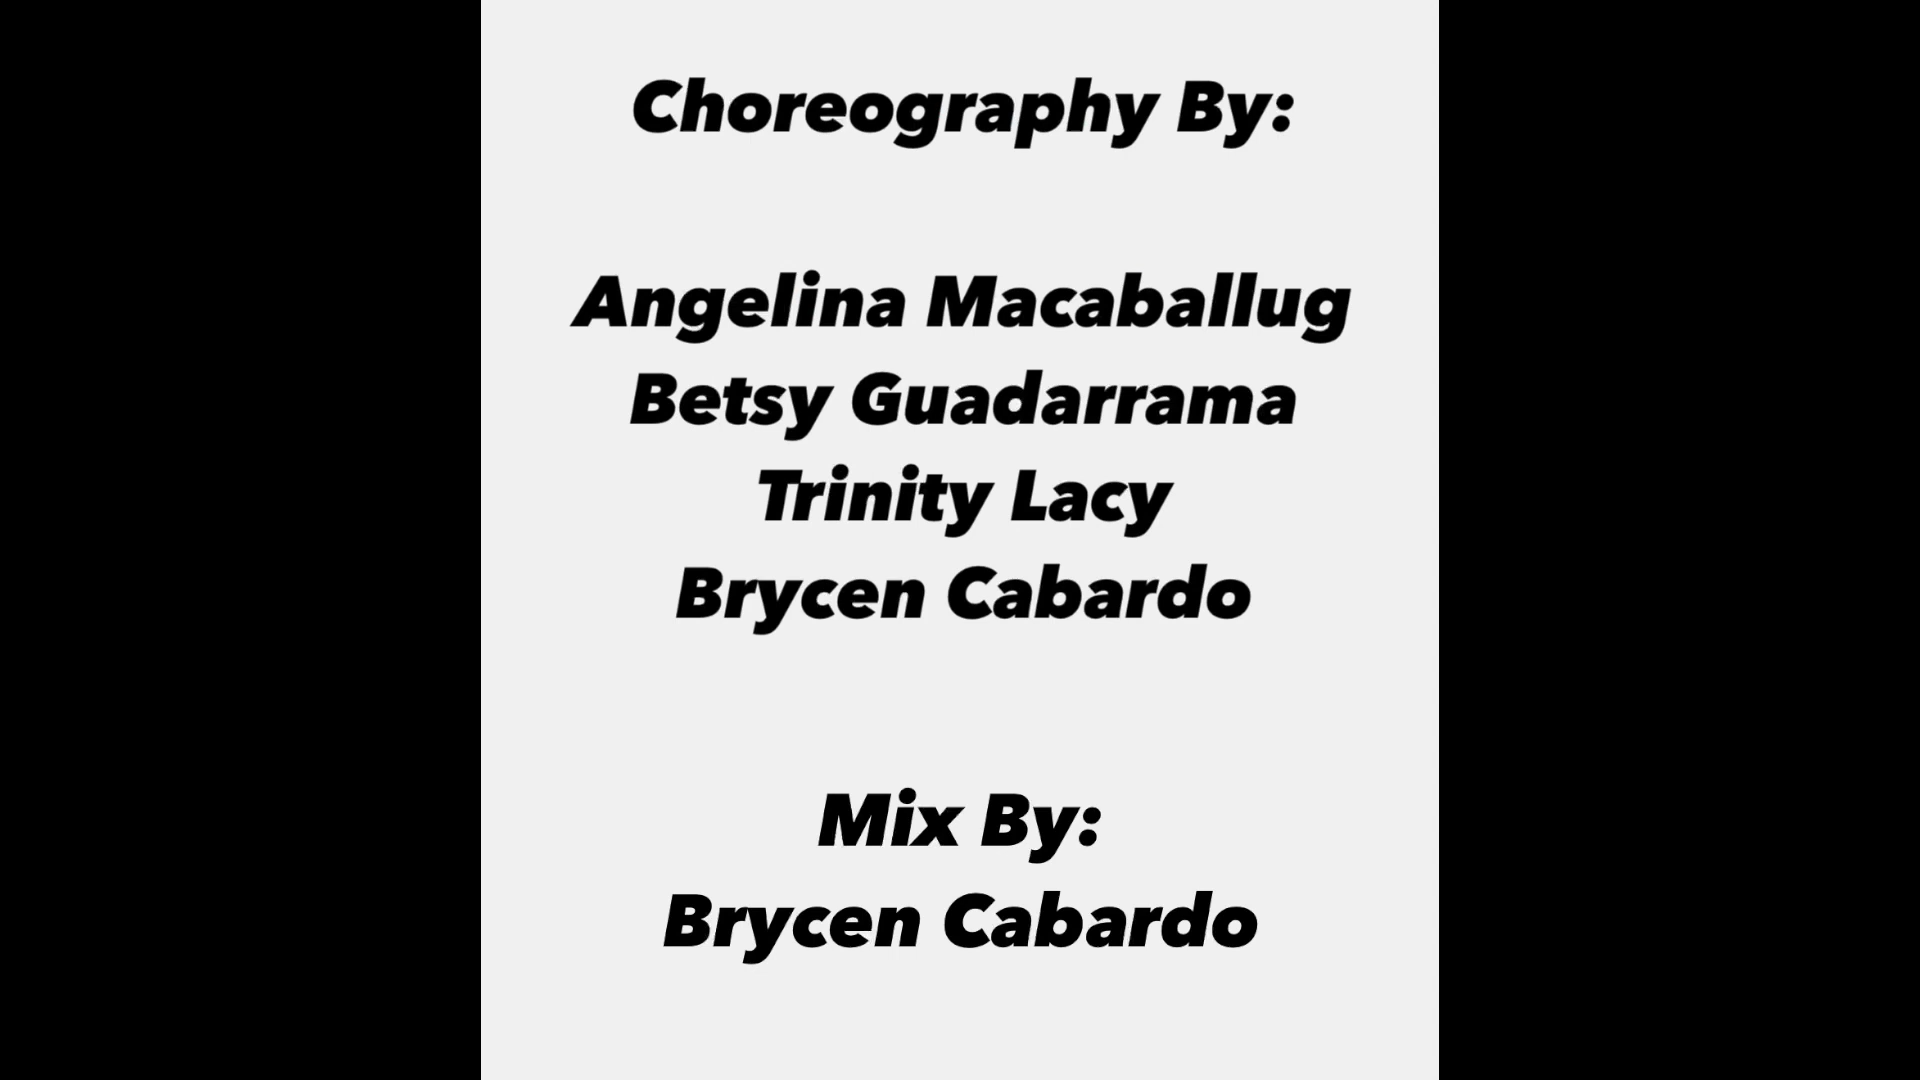 Choreography By:
Angelina Macaballug
Betsy Guadarrama
Trinity Lacy
Brycen Cabardo
Mix By:
Brycen Cabardo